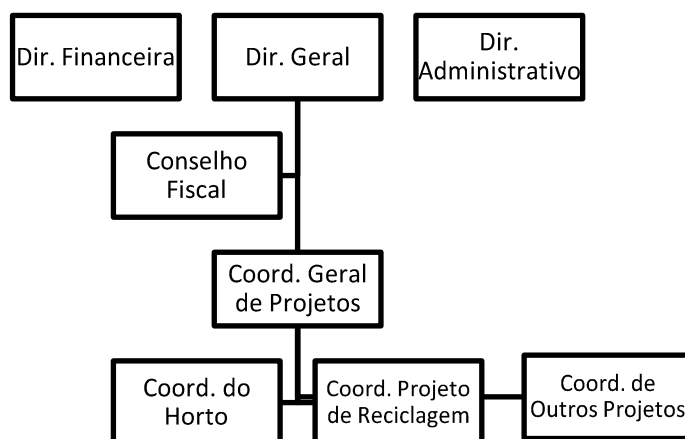 Dir. Financeira
Dir. Geral
Dir.
Administrativo
Conselho
Fiscal
Coord. Geral
de Projetos
Coord. do
Horto
Coord. Projeto
de Reciclagem
Coord. de
Outros Projetos